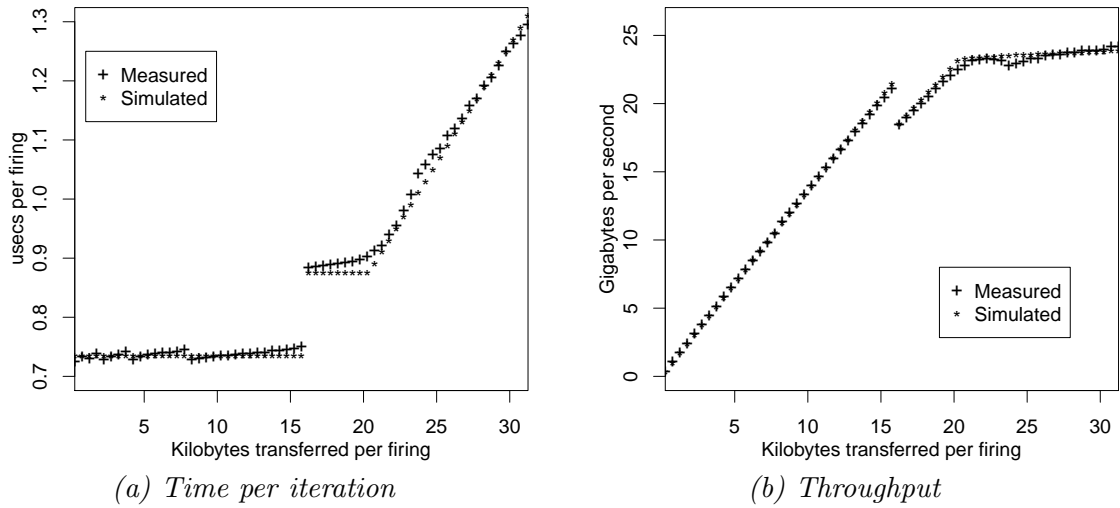 usecs per firing
1.3
1.2
1.1
1.0
0.9
0.8
0.7
+ Measured
* Simulated
5 10 15 20 25 30
Kilobytes transferred per firing
(a) Time per iteration
Gigabytes per second
25
20
15
10
5
0
+ Measured
* Simulated
5 10 15 20 25 30
Kilobytes transferred per firing
(b) Throughput